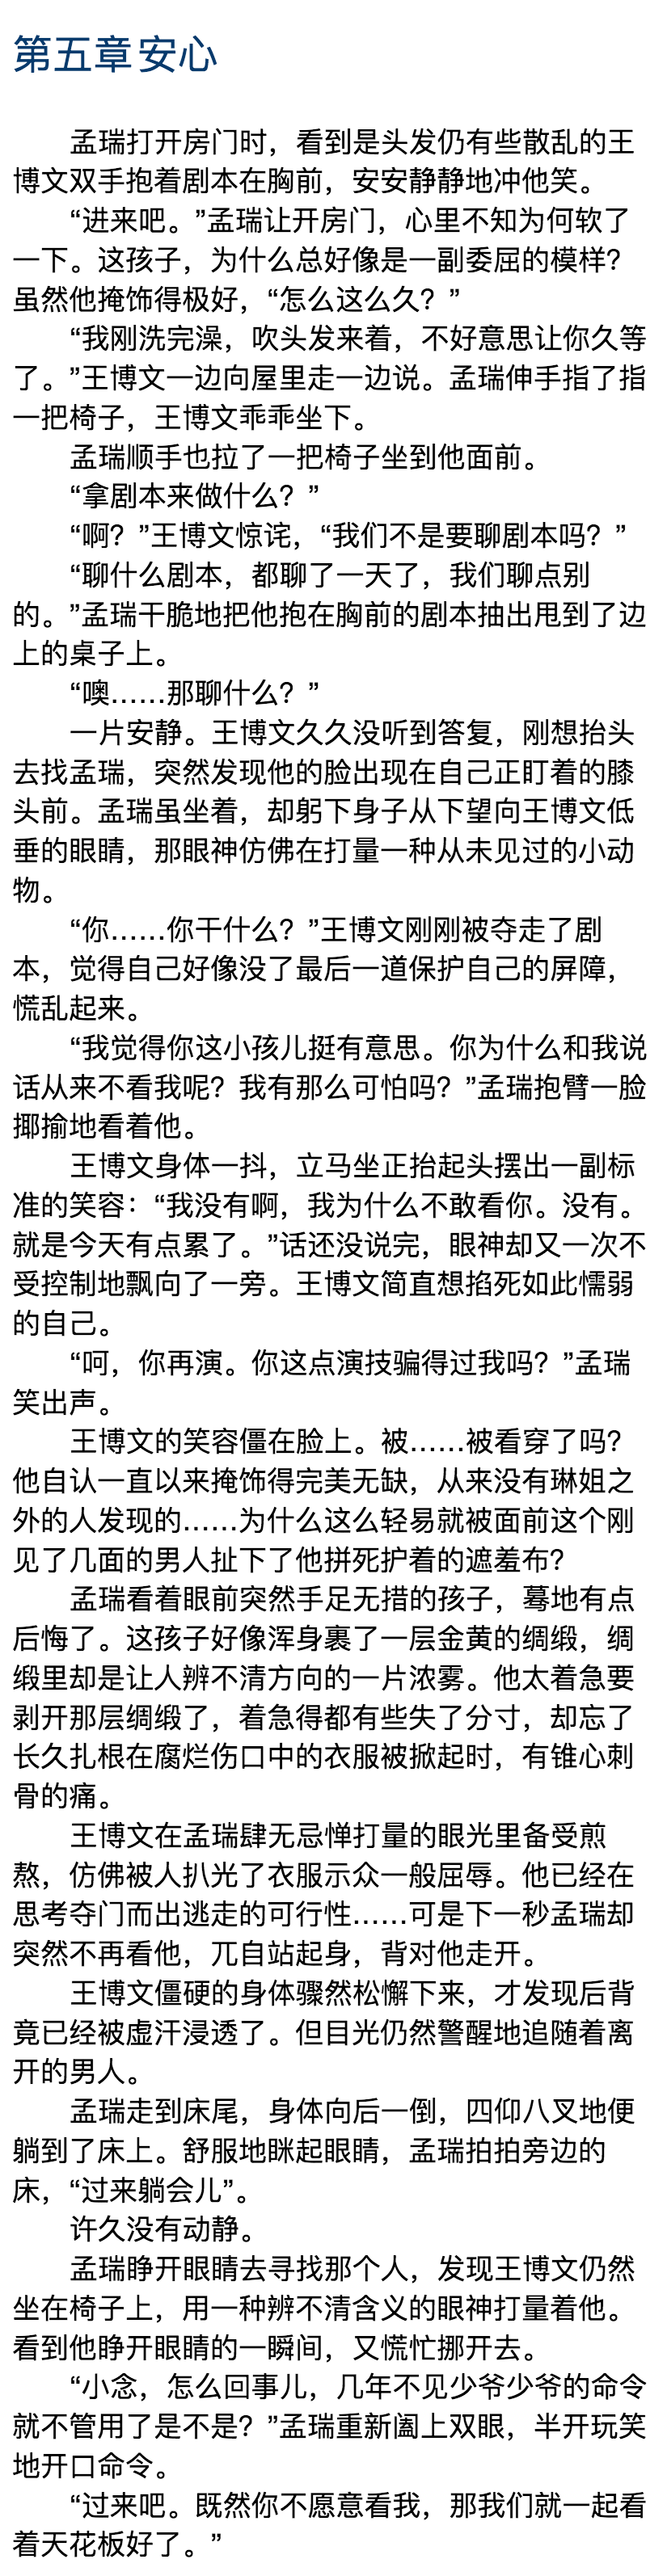 第五章 安心
孟瑞打开房门时，看到是头发仍有些散乱的王
博文双手抱着剧本在胸前，安安静静地冲他笑。
“进来吧。”孟瑞让开房门，心里不知为何软了
一下。这孩子，为什么总好像是一副委屈的模样？
虽然他掩饰得极好，“怎么这么久？”
“我刚洗完澡，吹头发来着，不好意思让你久等
了。”王博文一边向屋里走一边说。孟瑞伸手指了指
一把椅子，王博文乖乖坐下。
孟瑞顺手也拉了一把椅子坐到他面前。
“拿剧本来做什么？”
“啊？”王博文惊诧，“我们不是要聊剧本吗？”
“聊什么剧本，都聊了一天了，我们聊点别
的。”孟瑞干脆地把他抱在胸前的剧本抽出甩到了边
上的桌子上。
“噢……那聊什么？”
一片安静。王博文久久没听到答复，刚想抬头
去找孟瑞，突然发现他的脸出现在自己正盯着的膝
头前。孟瑞虽坐着，却躬下身子从下望向王博文低
垂的眼睛，那眼神仿佛在打量一种从未见过的小动
物。
“你……你干什么？”王博文刚刚被夺走了剧
本，觉得自己好像没了最后一道保护自己的屏障，
慌乱起来。
“我觉得你这小孩儿挺有意思。你为什么和我说
话从来不看我呢？我有那么可怕吗？”孟瑞抱臂一脸
揶揄地看着他。
王博文身体一抖，立马坐正抬起头摆出一副标
准的笑容：“我没有啊，我为什么不敢看你。没有。
就是今天有点累了。”话还没说完，眼神却又一次不
受控制地飘向了一旁。王博文简直想掐死如此懦弱
的自己。
“呵，你再演。你这点演技骗得过我吗？”孟瑞
笑出声。
王博文的笑容僵在脸上。被……被看穿了吗？
他自认一直以来掩饰得完美无缺，从来没有琳姐之
外的人发现的……为什么这么轻易就被面前这个刚
见了几面的男人扯下了他拼死护着的遮羞布？
孟瑞看着眼前突然手足无措的孩子，蓦地有点
后悔了。这孩子好像浑身裹了一层金黄的绸缎，绸
缎里却是让人辨不清方向的一片浓雾。他太着急要
剥开那层绸缎了，着急得都有些失了分寸，却忘了
长久扎根在腐烂伤口中的衣服被掀起时，有锥心刺
骨的痛。
王博文在孟瑞肆无忌惮打量的眼光里备受煎
熬，仿佛被人扒光了衣服示众一般屈辱。他已经在
思考夺门而出逃走的可行性……可是下一秒孟瑞却
突然不再看他，兀自站起身，背对他走开。
王博文僵硬的身体骤然松懈下来，才发现后背
竟已经被虚汗浸透了。但目光仍然警醒地追随着离
开的男人。
孟瑞走到床尾，身体向后一倒，四仰八叉地便
躺到了床上。舒服地眯起眼睛，孟瑞拍拍旁边的
床，“过来躺会儿”。
许久没有动静。
孟瑞睁开眼睛去寻找那个人，发现王博文仍然
坐在椅子上，用一种辨不清含义的眼神打量着他。
看到他睁开眼睛的一瞬间，又慌忙挪开去。
“小念，怎么回事儿，几年不见少爷少爷的命令
就不管用了是不是？”孟瑞重新阖上双眼，半开玩笑
地开口命令。
“过来吧。既然你不愿意看我，那我们就一起看
着天花板好了。”